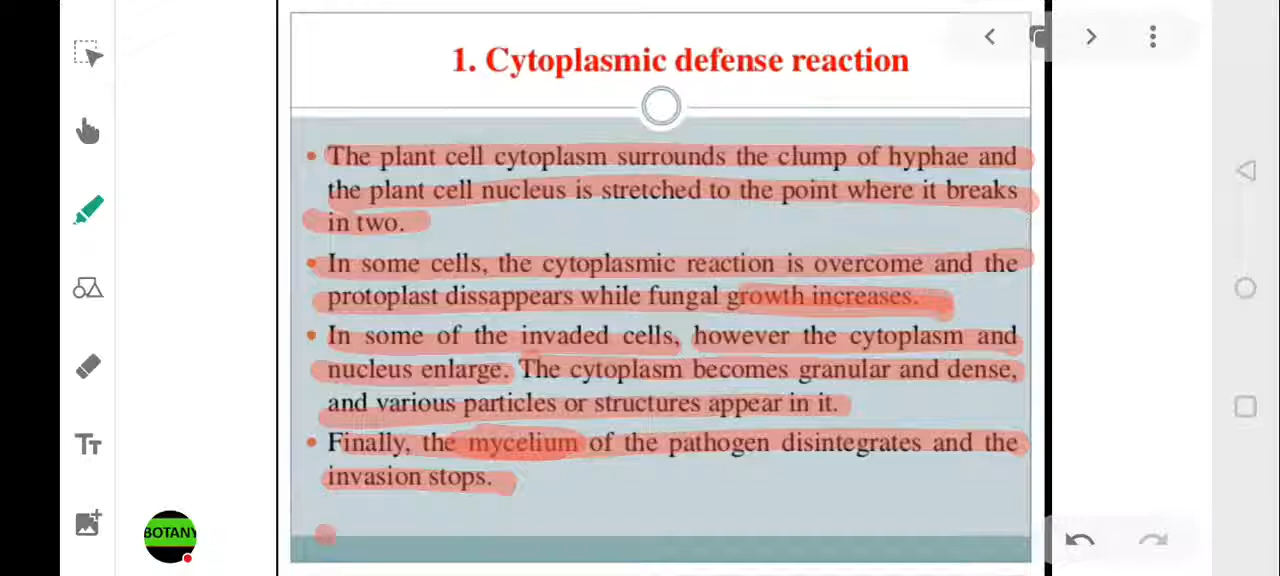 1. Cytoplasmic defense reaction
• The plant cell cytoplasm surrounds the clump of hyphae and
the plant cell nucleus is stretched to the point where it breaks
in two.
• In some cells, the cytoplasmic reaction is overcome and the
protoplast dissappears while fungal growth increases.
• In some of the invaded cells, however the cytoplasm and
nucleus enlarge. The cytoplasm becomes granular and dense,
and various particles or structures appear in it.
• Finally, the mycelium of the pathogen disintegrates and the
invasion stops.
Tт
BOTANY